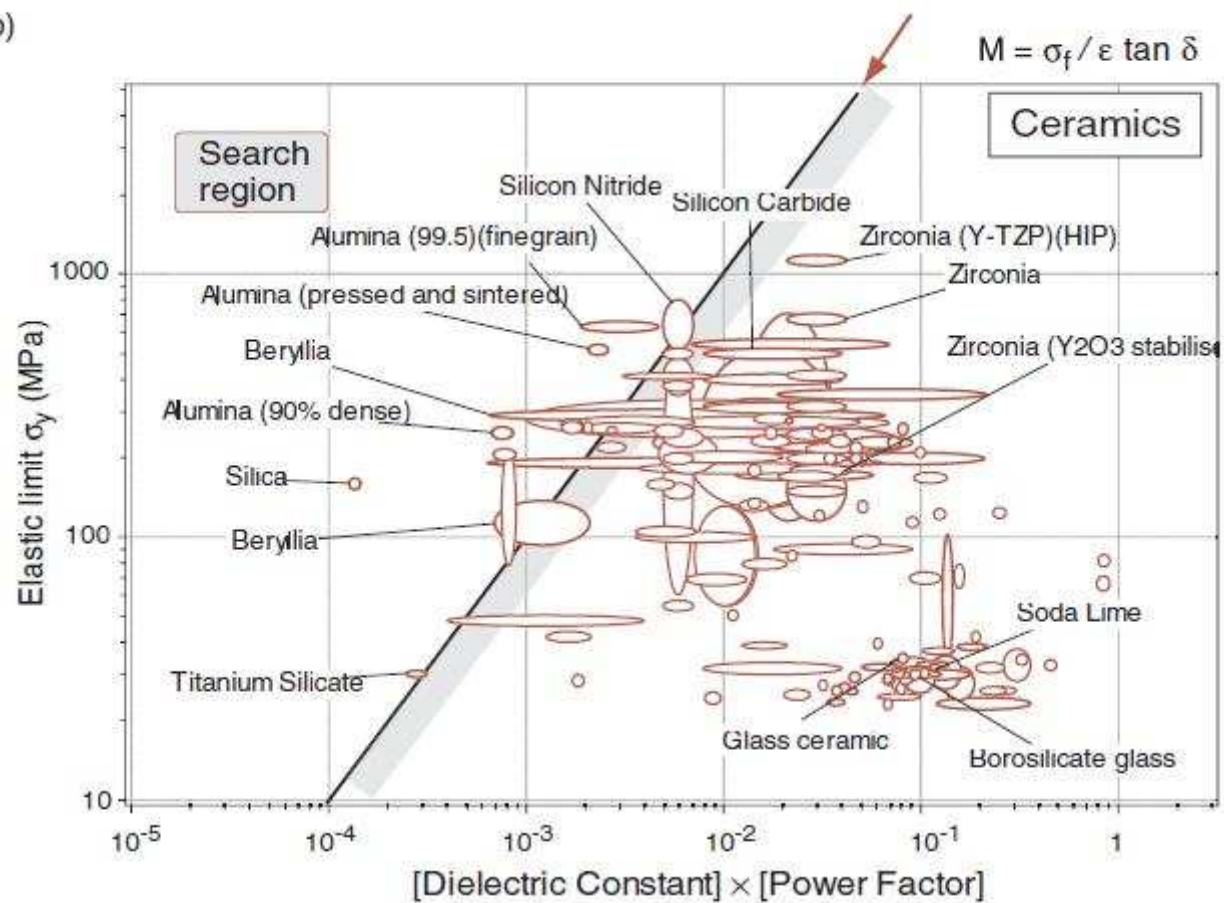 b)
M = σf / ε tan δ
Ceramics
Search
region
Silicon Nitride
Silicon Carbide
Alumina (99.5)(finegrain)
Zirconia (Y-TZP)(HIP)
Zirconia
1000
Alumina (pressed and sintered)
Beryllia
Zirconia (Y2O3 stabilise
Alumina (90% dense)
Silica
100
Beryllia
Elastic limit σy (MPa)
Soda Lime
Titanium Silicate
Glass ceramic
Borosilicate glass
10
10-5 10-4 10-3 10-2 10-1 1
[Dielectric Constant] × [Power Factor]